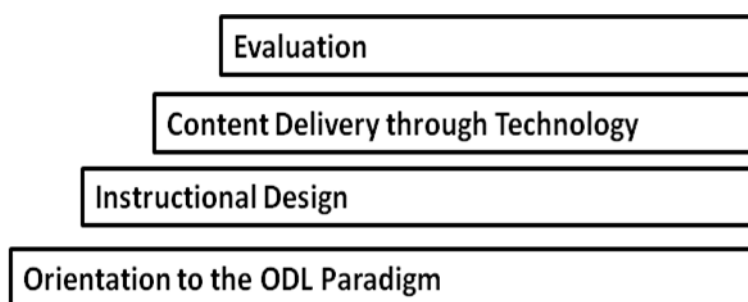 Evaluation
Content Delivery through Technology
Instructional Design
Orientation to the ODL Paradigm